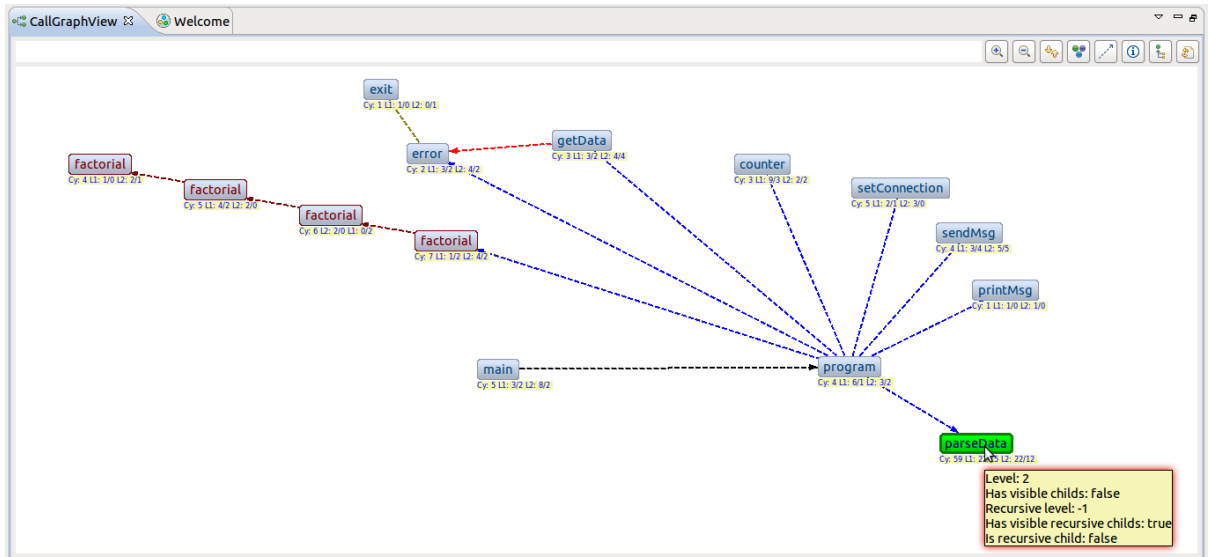 CallGraphView
Welcome
exit
Cy: 1 L1: 1/0 L2: 0/1
getData
Cy: 3 L1: 3/2 L2: 4/4
error
Cy: 2 L1: 3/2 L2: 4/2
factorial
Cy: 4 L1: 1/0 L2: 2/1
counter
Cy: 3 L1: 9/3 L2: 2/2
factorial
Cy: 5 L1: 4/2 L2: 2/0
setConnection
Cy: 5 L1: 2/1 L2: 3/0
factorial
Cy: 6 L2: 2/0 L1: 0/2
sendMsg
Cy: 4 L1: 3/4 L2: 5/5
factorial
Cy: 7 L1: 1/2 L2: 4/2
printMsg
Cy: 1 L1: 1/0 L2: 1/0
main
Cy: 5 L1: 3/2 L2: 8/2
program
Cy: 4 L1: 6/1 L2: 3/2
parseData
Cy: 59 L1: L2: 22/12
Level: 2
Has visible childs: false
Recursive level: -1
Has visible recursive childs: true
Is recursive child: false